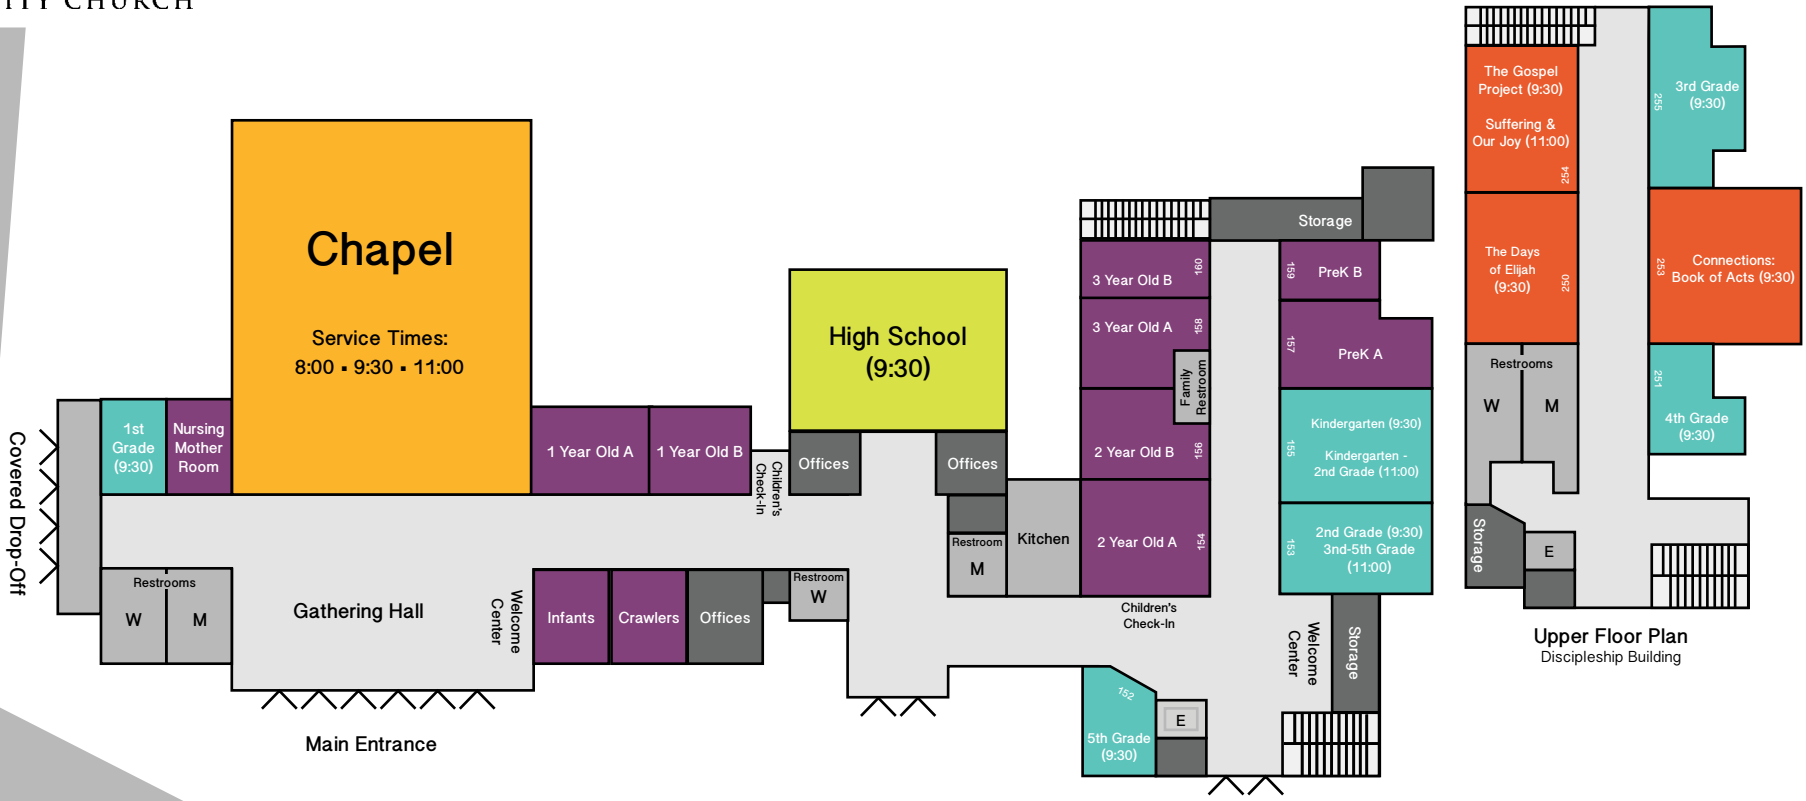 ITY CHURCH
Chapel
Service Times:
8:00 ▪ 9:30 ▪ 11:00
1st
Grade
(9:30)
Nursing
Mother
Room
1 Year Old A
1 Year Old B
Children's
Check-In
High School
(9:30)
Offices
Offices
Covered Drop-Off
Restrooms
W
M
Gathering Hall
Welcome
Center
Infants
Crawlers
Offices
Restroom
W
Restroom
M
Kitchen
Main Entrance
Storage
3 Year Old B
160
3 Year Old A
158
Family
Restroom
2 Year Old B
156
2 Year Old A
154
159
PreK B
157
PreK A
155
Kindergarten (9:30)
Kindergarten -
2nd Grade (11:00)
153
2nd Grade (9:30)
3nd-5th Grade
(11:00)
Children's
Check-In
Welcome
Center
Storage
152
5th Grade
(9:30)
E
The Gospel
Project (9:30)
Suffering &
Our Joy (11:00)
254
255
3rd Grade
(9:30)
The Days
of Elijah
(9:30)
250
253
Connections:
Book of Acts (9:30)
Restrooms
W
M
251
4th Grade
(9:30)
Storage
E
Upper Floor Plan
Discipleship Building